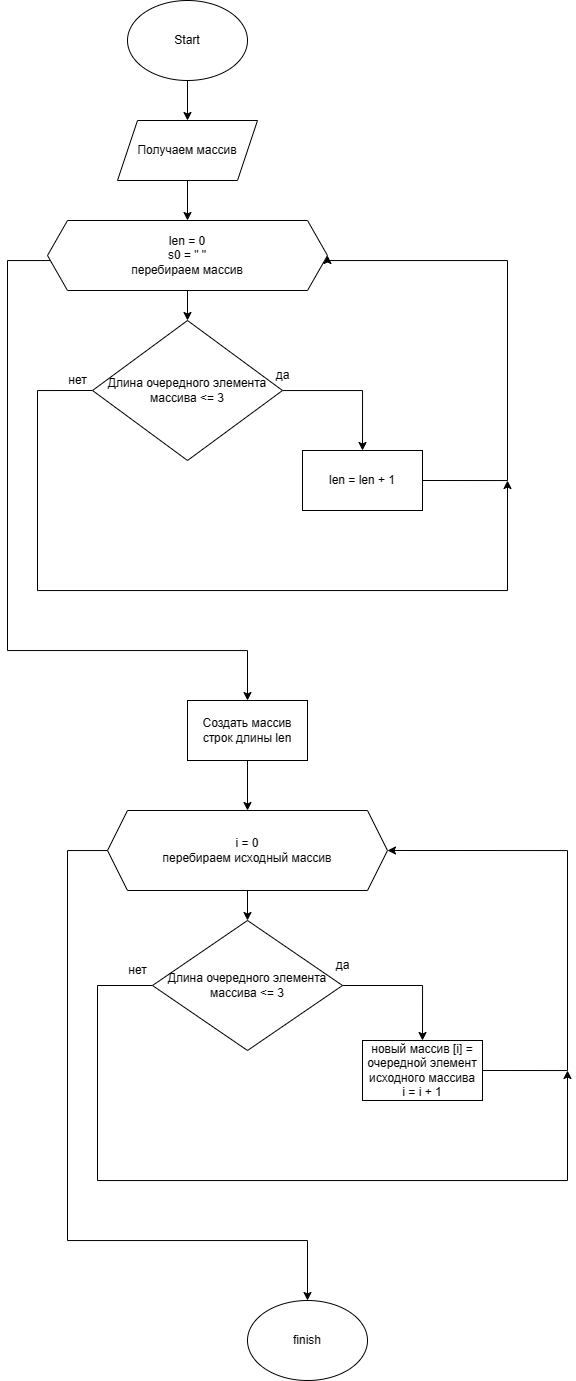 Start
Получаем массив
len = 0
s0 = " "
перебираем массив
нет
Длина очередного элемента
массива <= 3
да
len = len + 1
Создать массив
строк длины len
i = 0
перебираем исходный массив
нет
Длина очередного элемента
массива <= 3
да
новый массив [i] =
очередной элемент
исходного массива
i = i + 1
finish